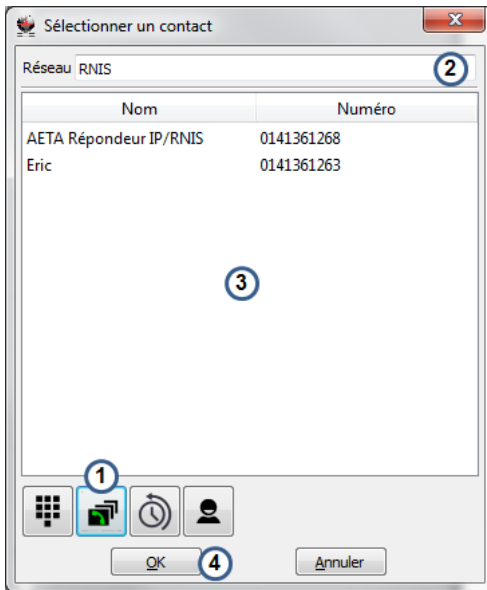 Sélectionner un contact
x
Réseau RNIS 2
Nom Numéro
AETA Répondeur IP/RNIS 0141361268
Eric 0141361263
3
1
OK 4 Annuler